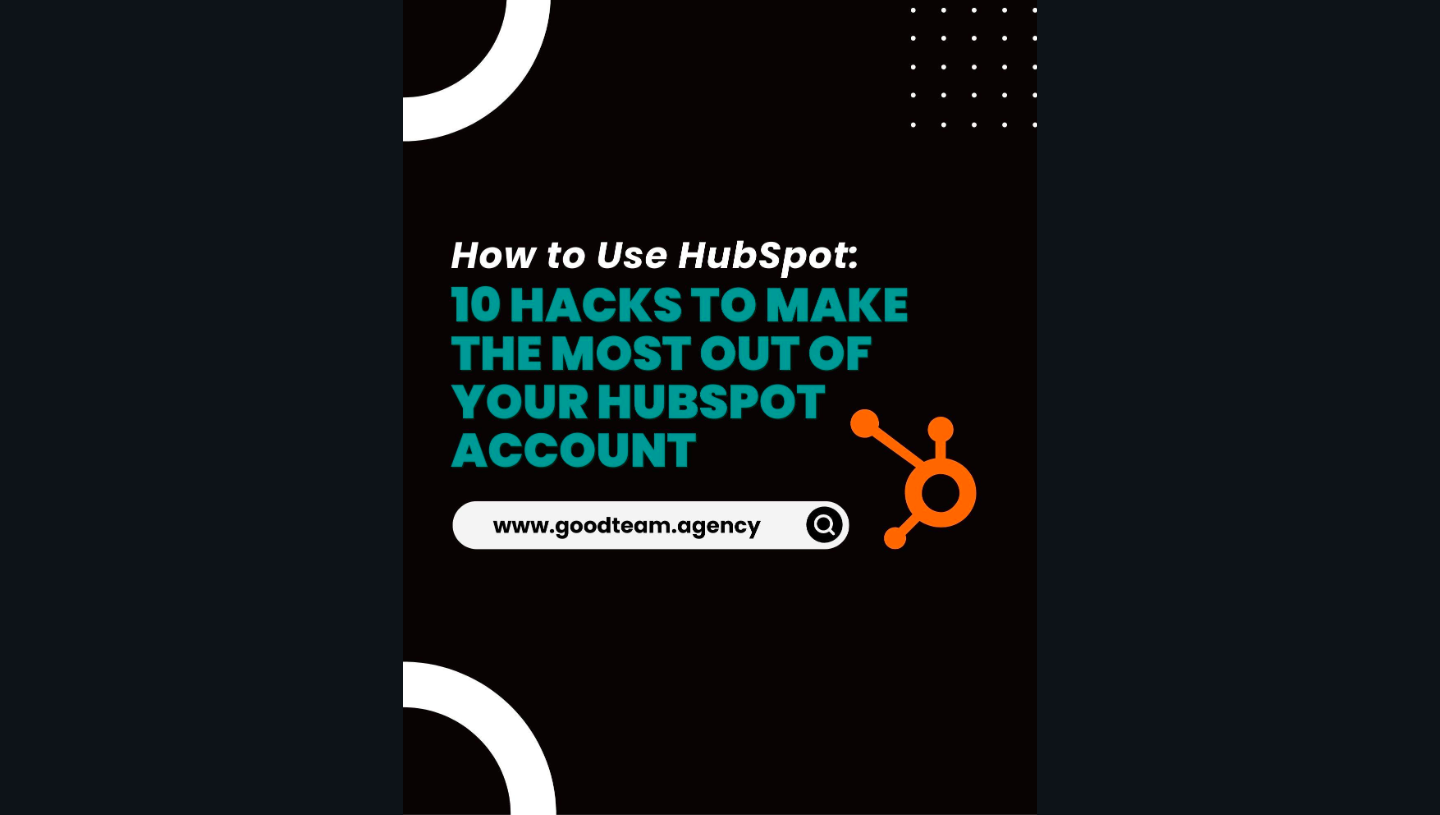 How to Use HubSpot:
10 HACKS TO MAKE
THE MOST OUT OF
YOUR HUBSPOT
ACCOUNT
www.goodteam.agency